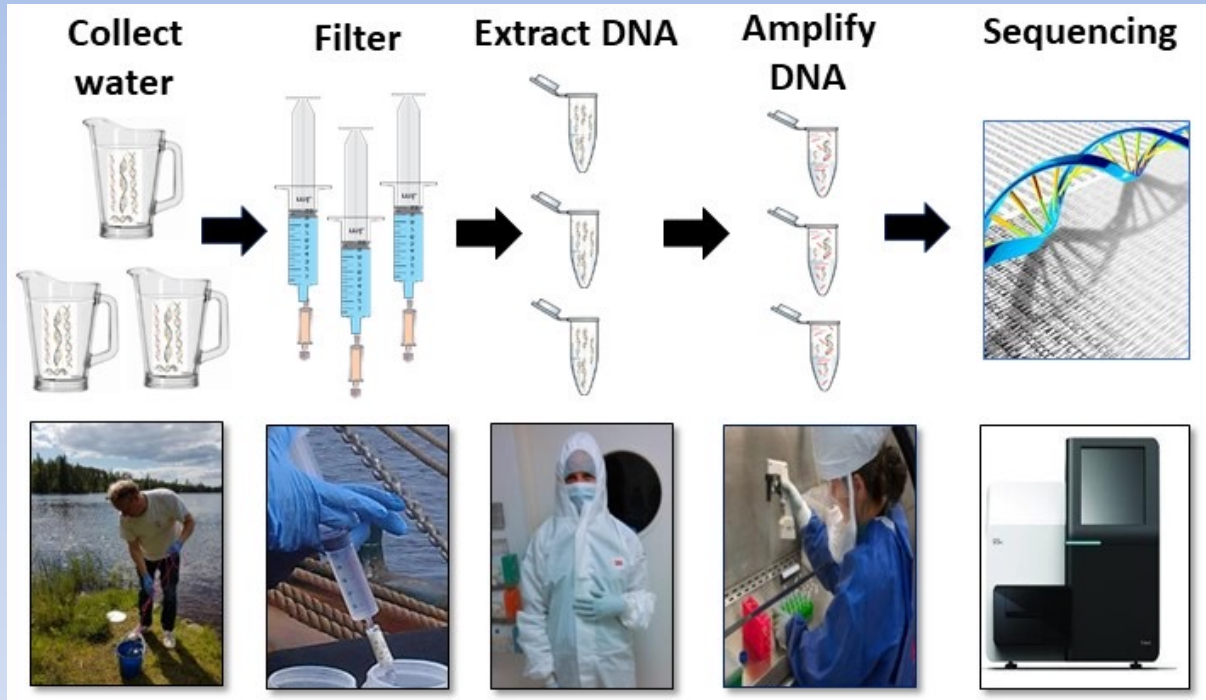 Collect
water
Filter
Extract DNA
Amplify
DNA
Sequencing